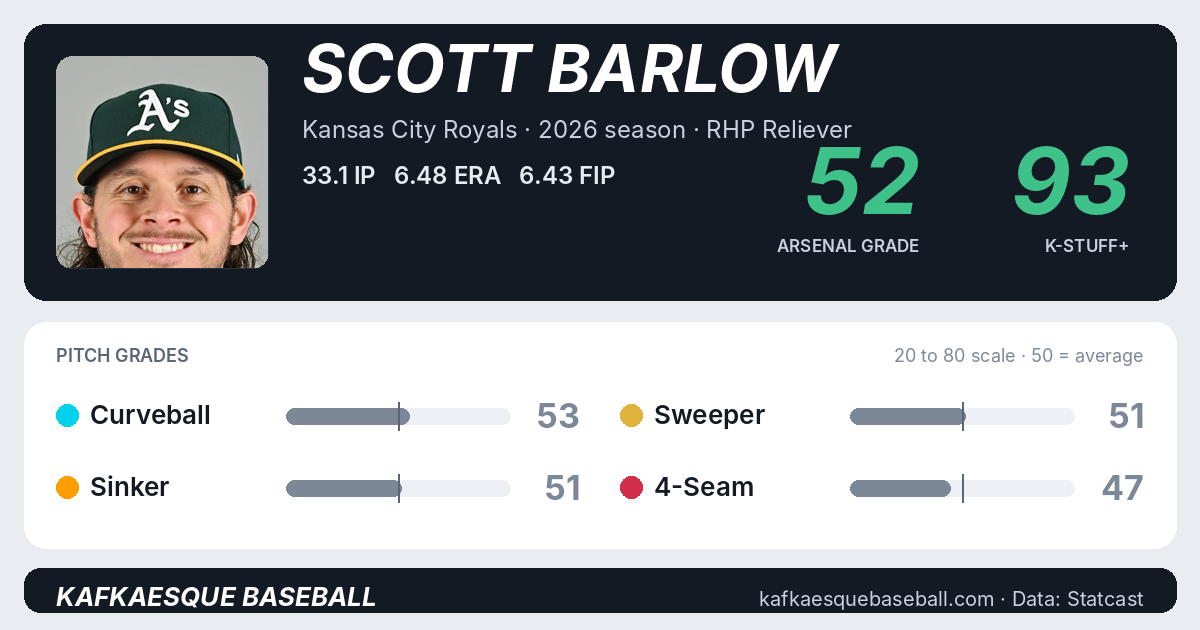 SCOTT BARLOW
Kansas City Royals · 2026 season · RHP Reliever
33.1 IP 6.48 ERA 6.43 FIP
52 93
ARSENAL GRADE K-STUFF+
A's
PITCH GRADES 20 to 80 scale · 50 = average
Curveball 53 Sweeper 51
Sinker 51 4-Seam 47
KAFKAESQUE BASEBALL kafkaesquebaseball.com · Data: Statcast